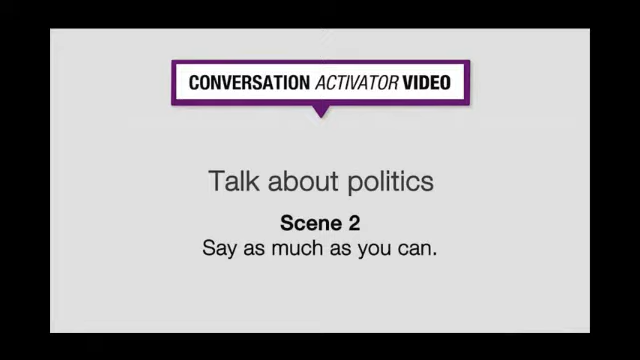 CONVERSATION ACTIVATOR VIDEO
Talk about politics
Scene 2
Say as much as you can.